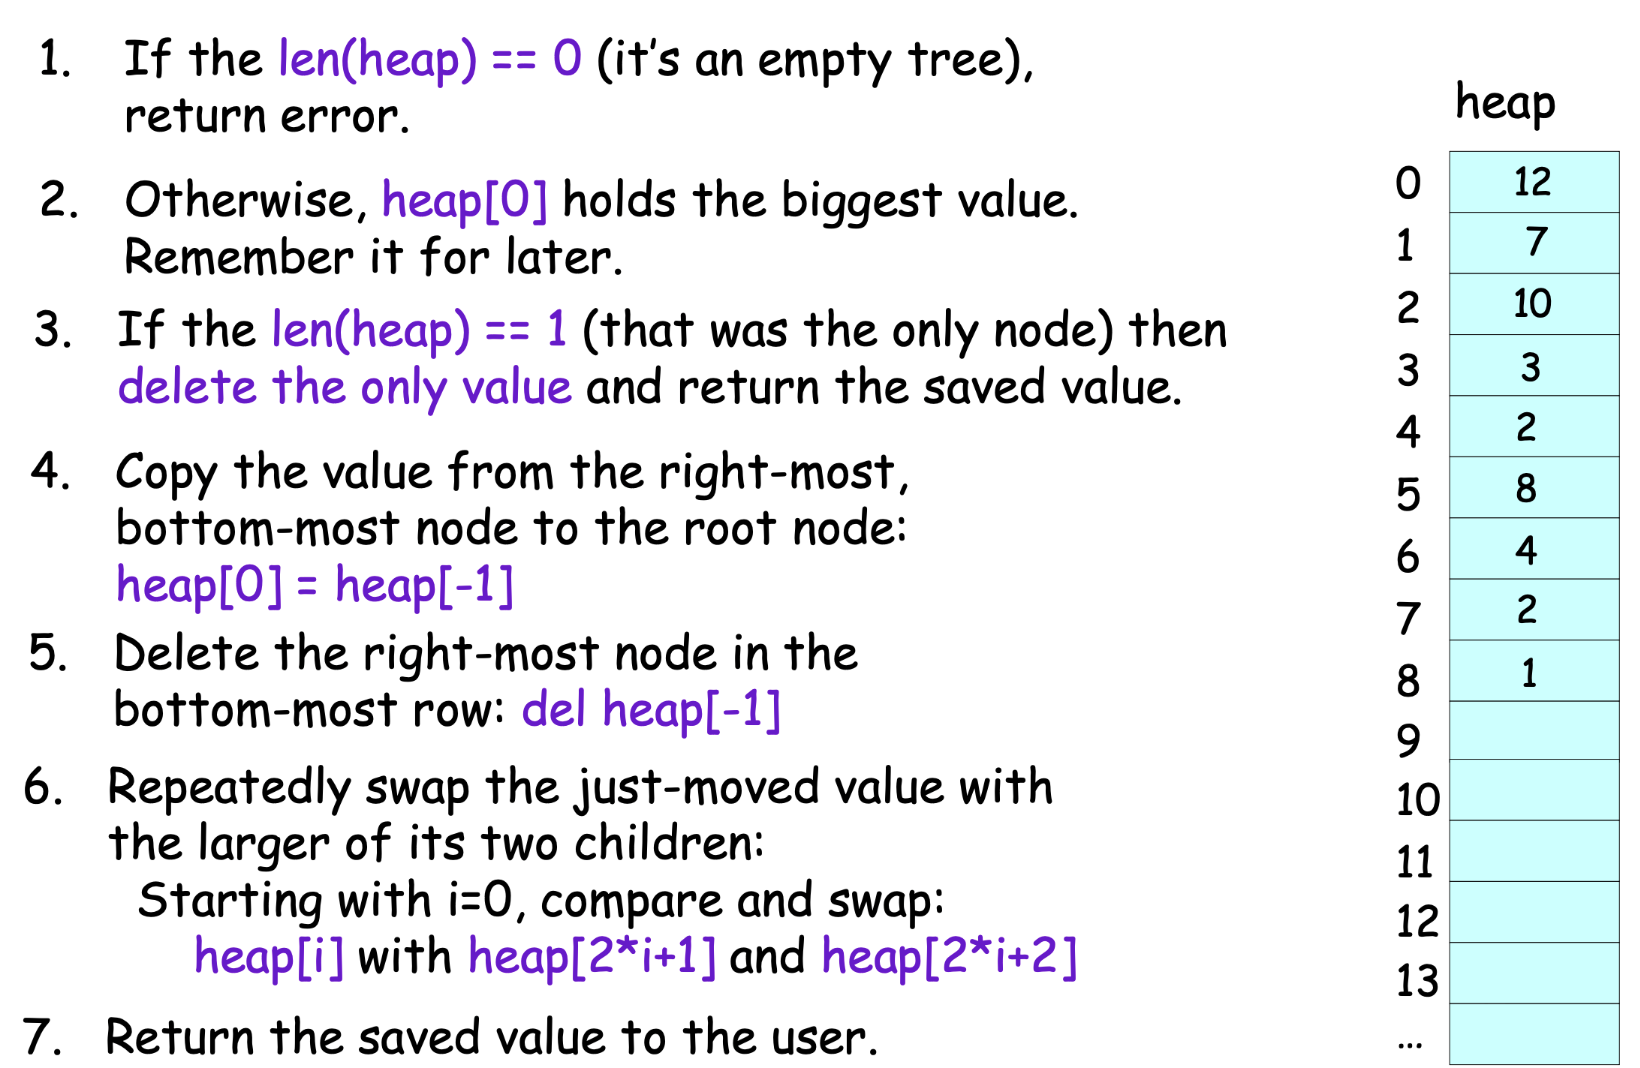 1. If the len(heap) == 0 (it's an empty tree),
return error.
2. Otherwise, heap[0] holds the biggest value.
Remember it for later.
3. If the len(heap) == 1 (that was the only node) then
delete the only value and return the saved value.
4. Copy the value from the right-most,
bottom-most node to the root node:
heap[0] = heap[-1]
5. Delete the right-most node in the
bottom-most row: del heap[-1]
6. Repeatedly swap the just-moved value with
the larger of its two children:
Starting with i=0, compare and swap:
heap[i] with heap[2*i+1] and heap[2*i+2]
7. Return the saved value to the user.
heap
0 12
1 7
2 10
3 3
4 2
5 8
6 4
7 2
8 1
9
10
11
12
13
...